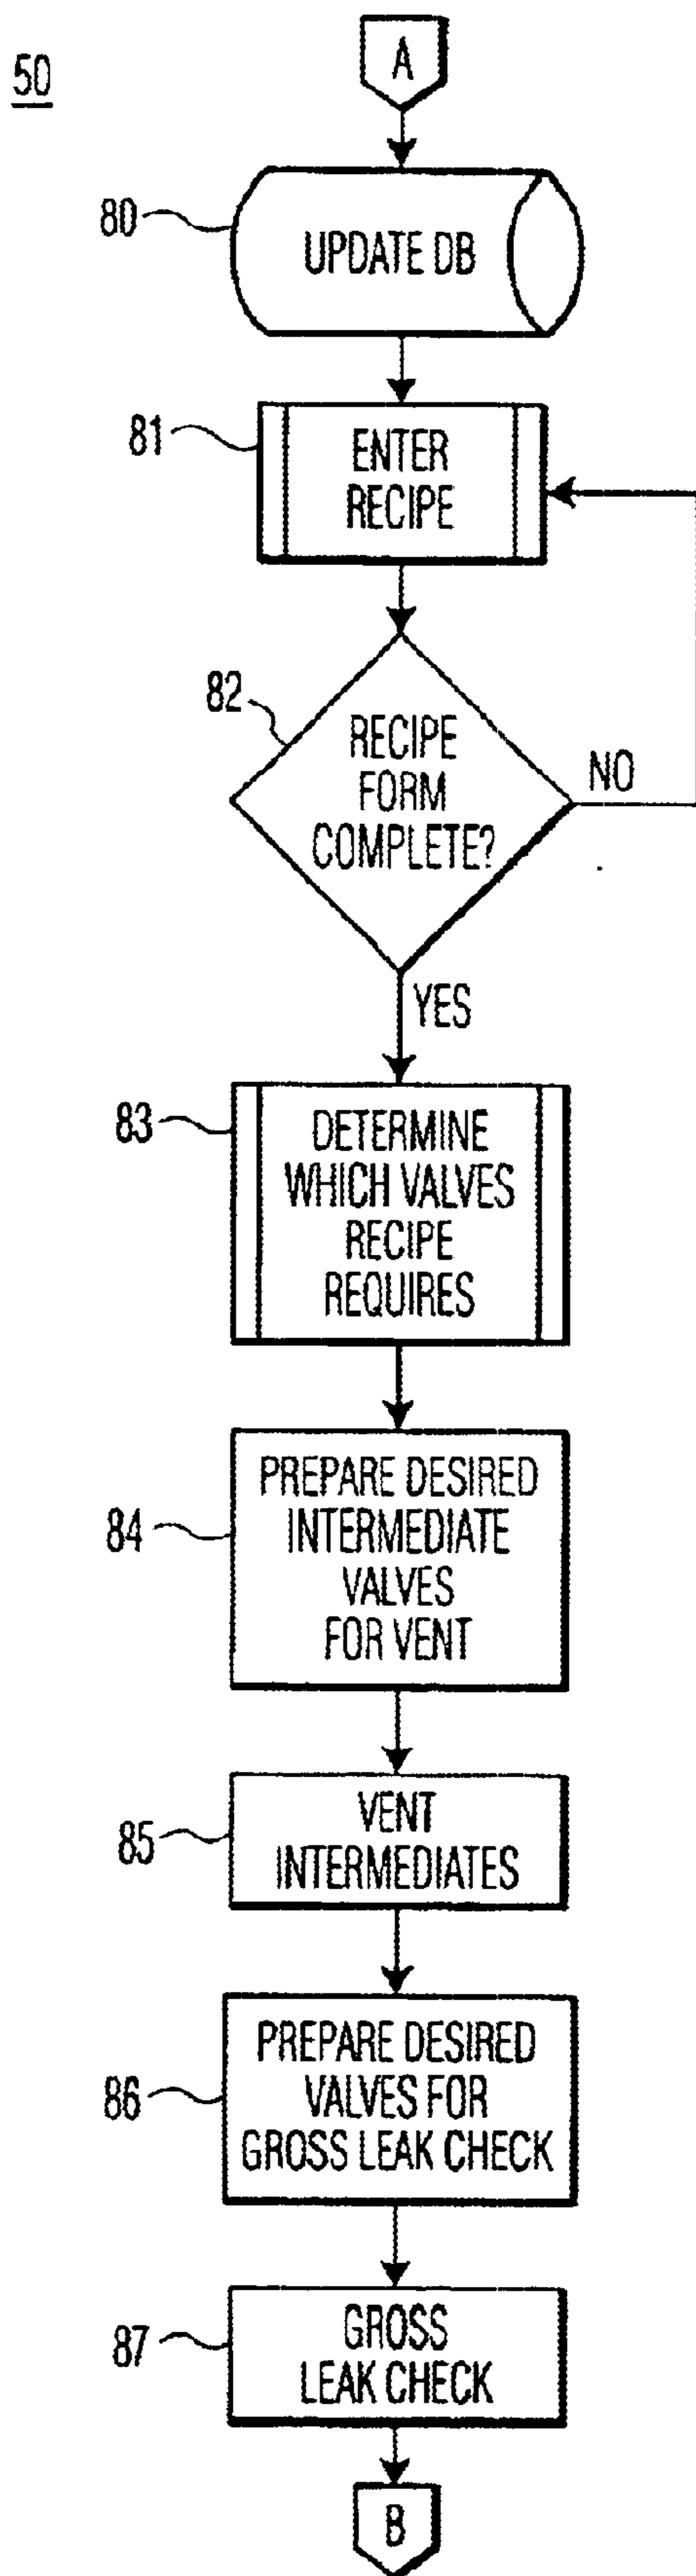 50
A
80
UPDATE DB
81
ENTER
RECIPE
82
RECIPE
FORM
COMPLETE?
NO
YES
83
DETERMINE
WHICH VALVES
RECIPE
REQUIRES
84
PREPARE DESIRED
INTERMEDIATE
VALVES
FOR VENT
85
VENT
INTERMEDIATES
86
PREPARE DESIRED
VALVES FOR
GROSS LEAK CHECK
87
GROSS
LEAK CHECK
B